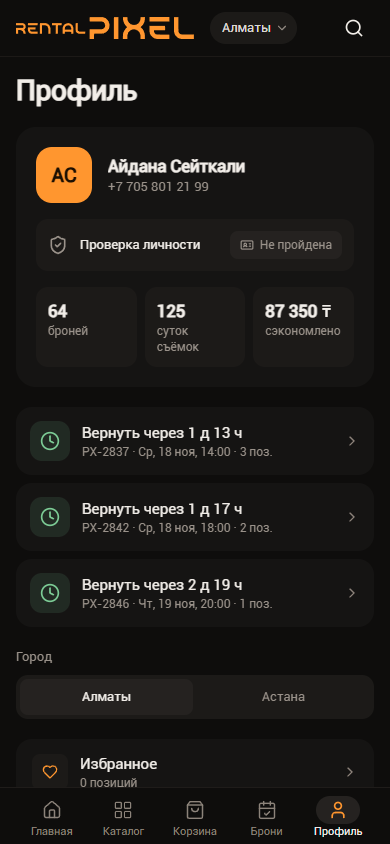 RENTAL PIXEL
Алматы
Профиль
АС
Айдана Сейткали
+7 705 801 21 99
Проверка личности
Не пройдена
64
броней
125
суток
съёмок
87 350 ₸
сэкономлено
Вернуть через 1 д 13 ч
PX-2837 · Ср, 18 ноя, 14:00 · 3 поз.
Вернуть через 1 д 17 ч
PX-2842 · Ср, 18 ноя, 18:00 · 2 поз.
Вернуть через 2 д 19 ч
PX-2846 · Чт, 19 ноя, 20:00 · 1 поз.
Город
Алматы
Астана
Избранное
0 позиций
Главная
Каталог
Корзина
Брони
Профиль